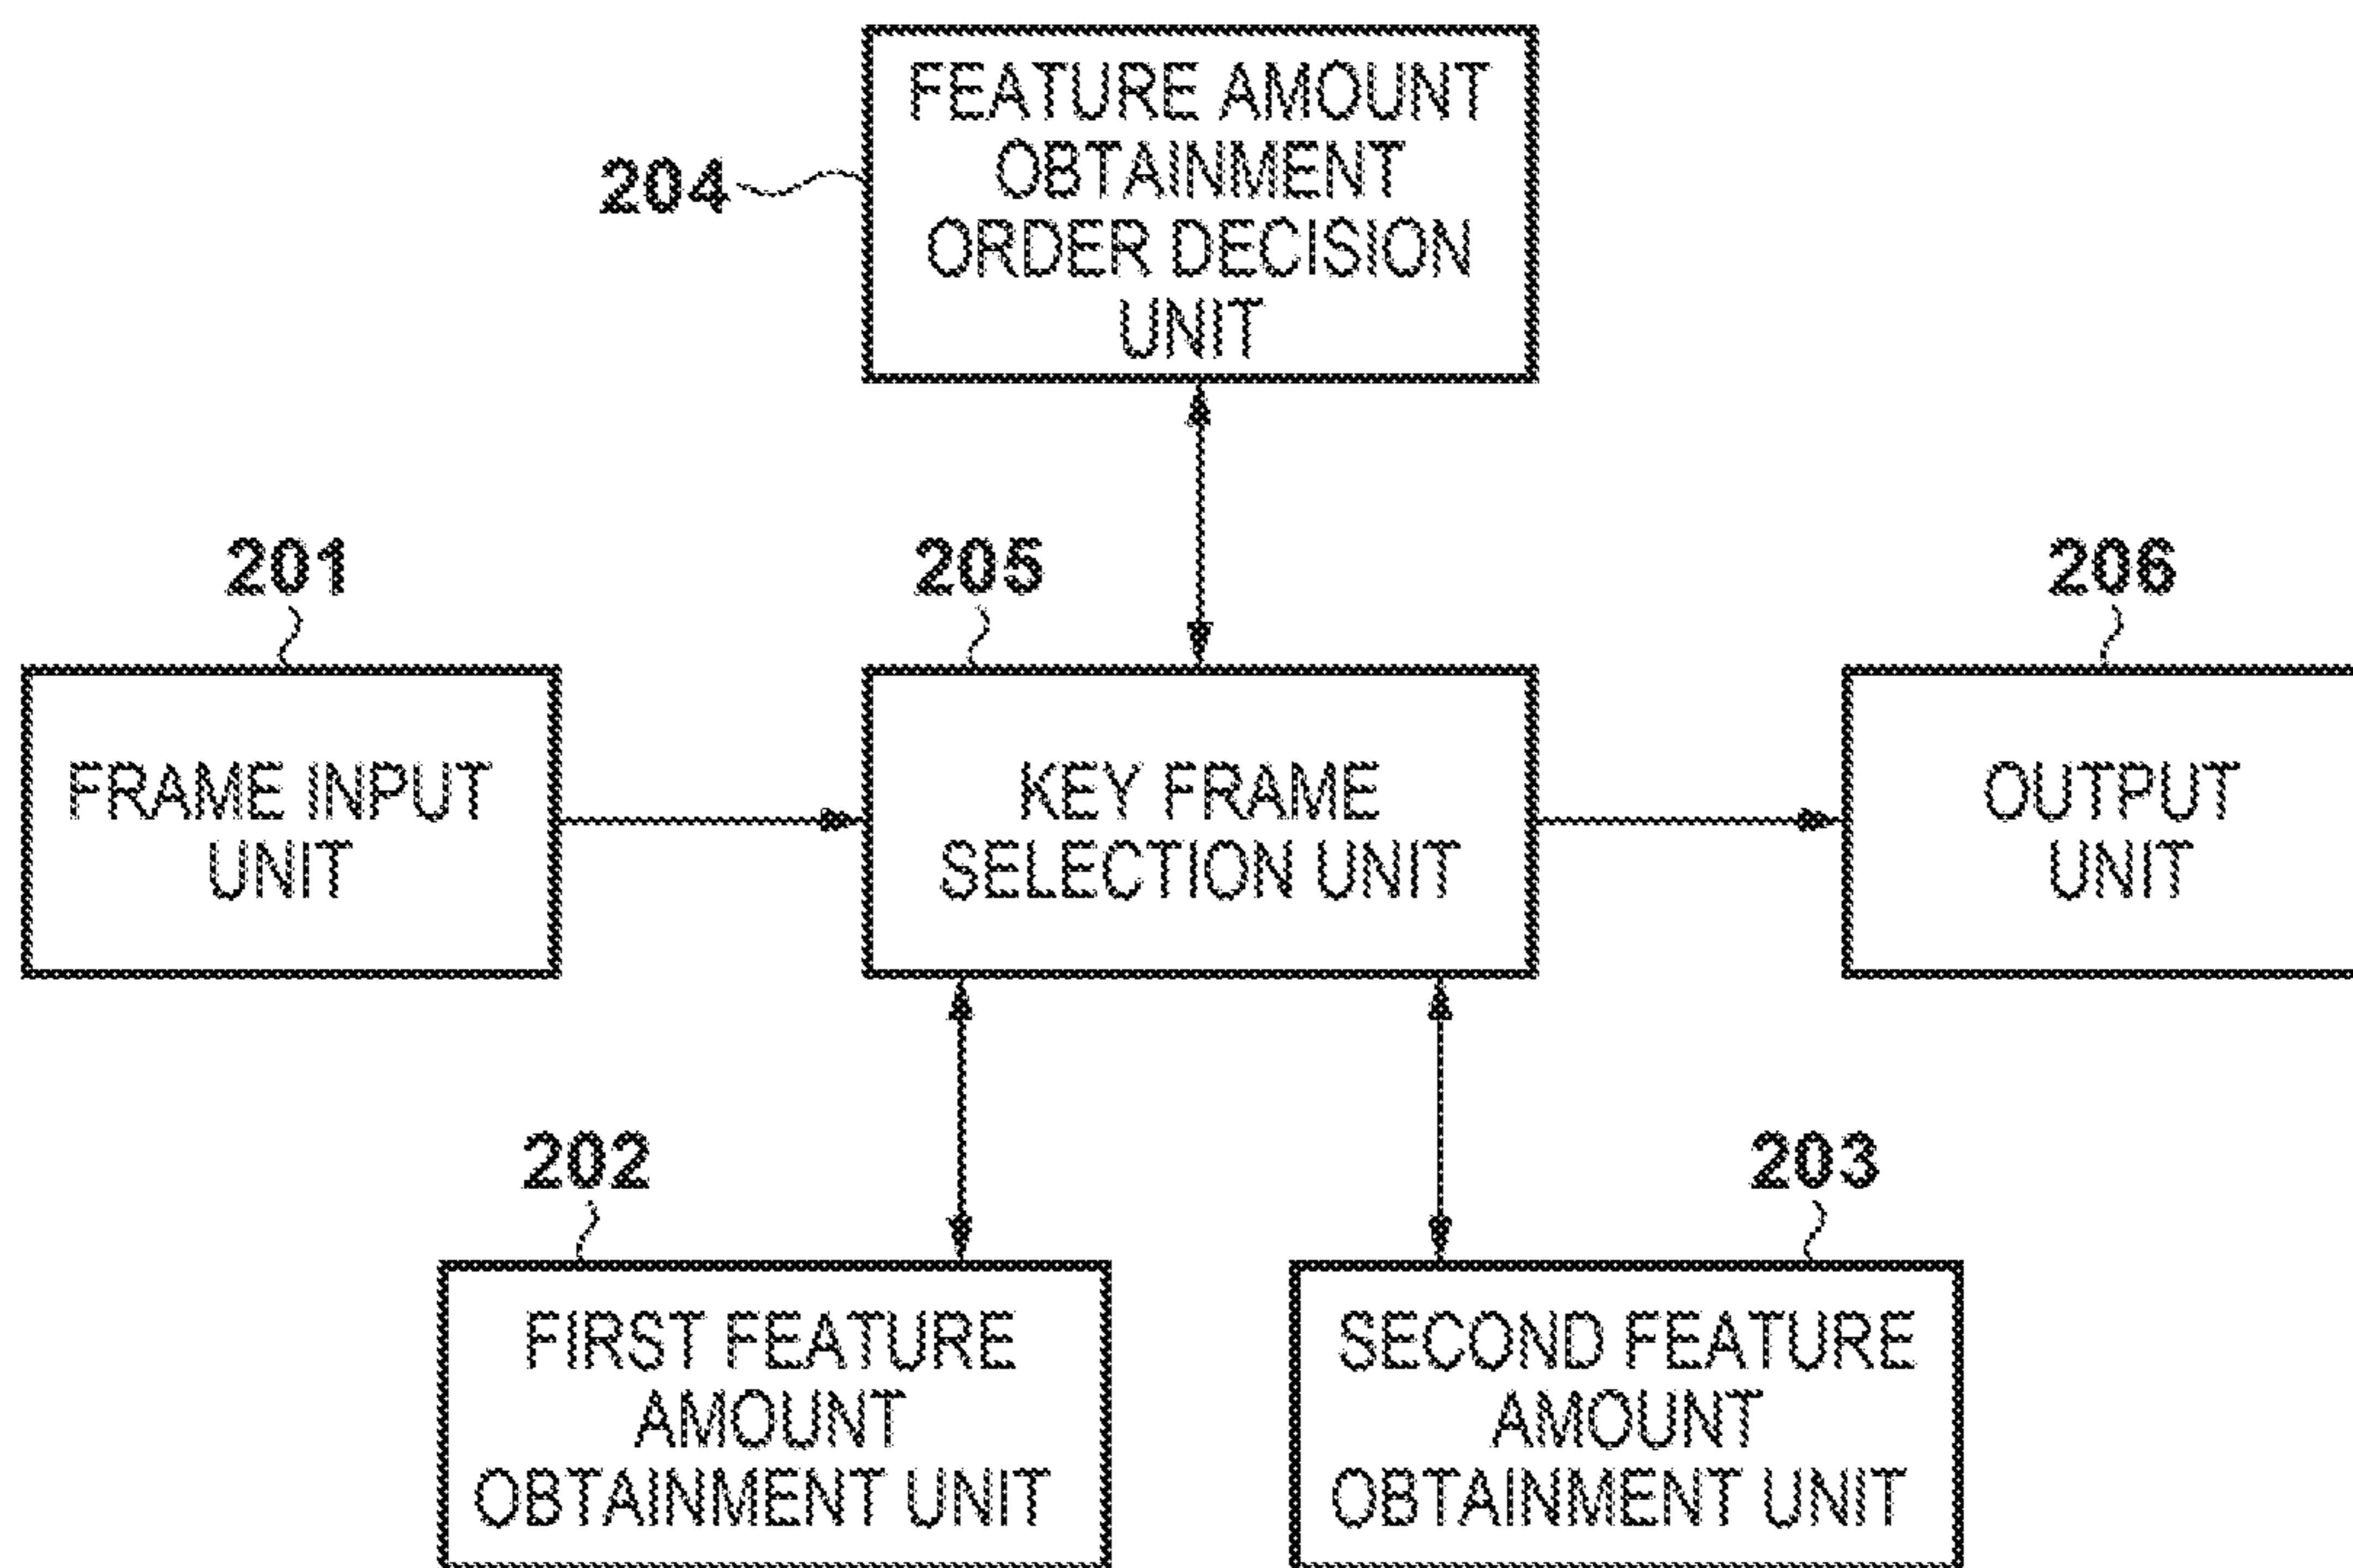 FEATURE AMOUNT
OBTAINMENT
ORDER DECISION
UNIT
204
201
205
206
FRAME INPUT
UNIT
KEY FRAME
SELECTION UNIT
OUTPUT
UNIT
202
203
FIRST FEATURE
AMOUNT
OBTAINMENT UNIT
SECOND FEATURE
AMOUNT
OBTAINMENT UNIT